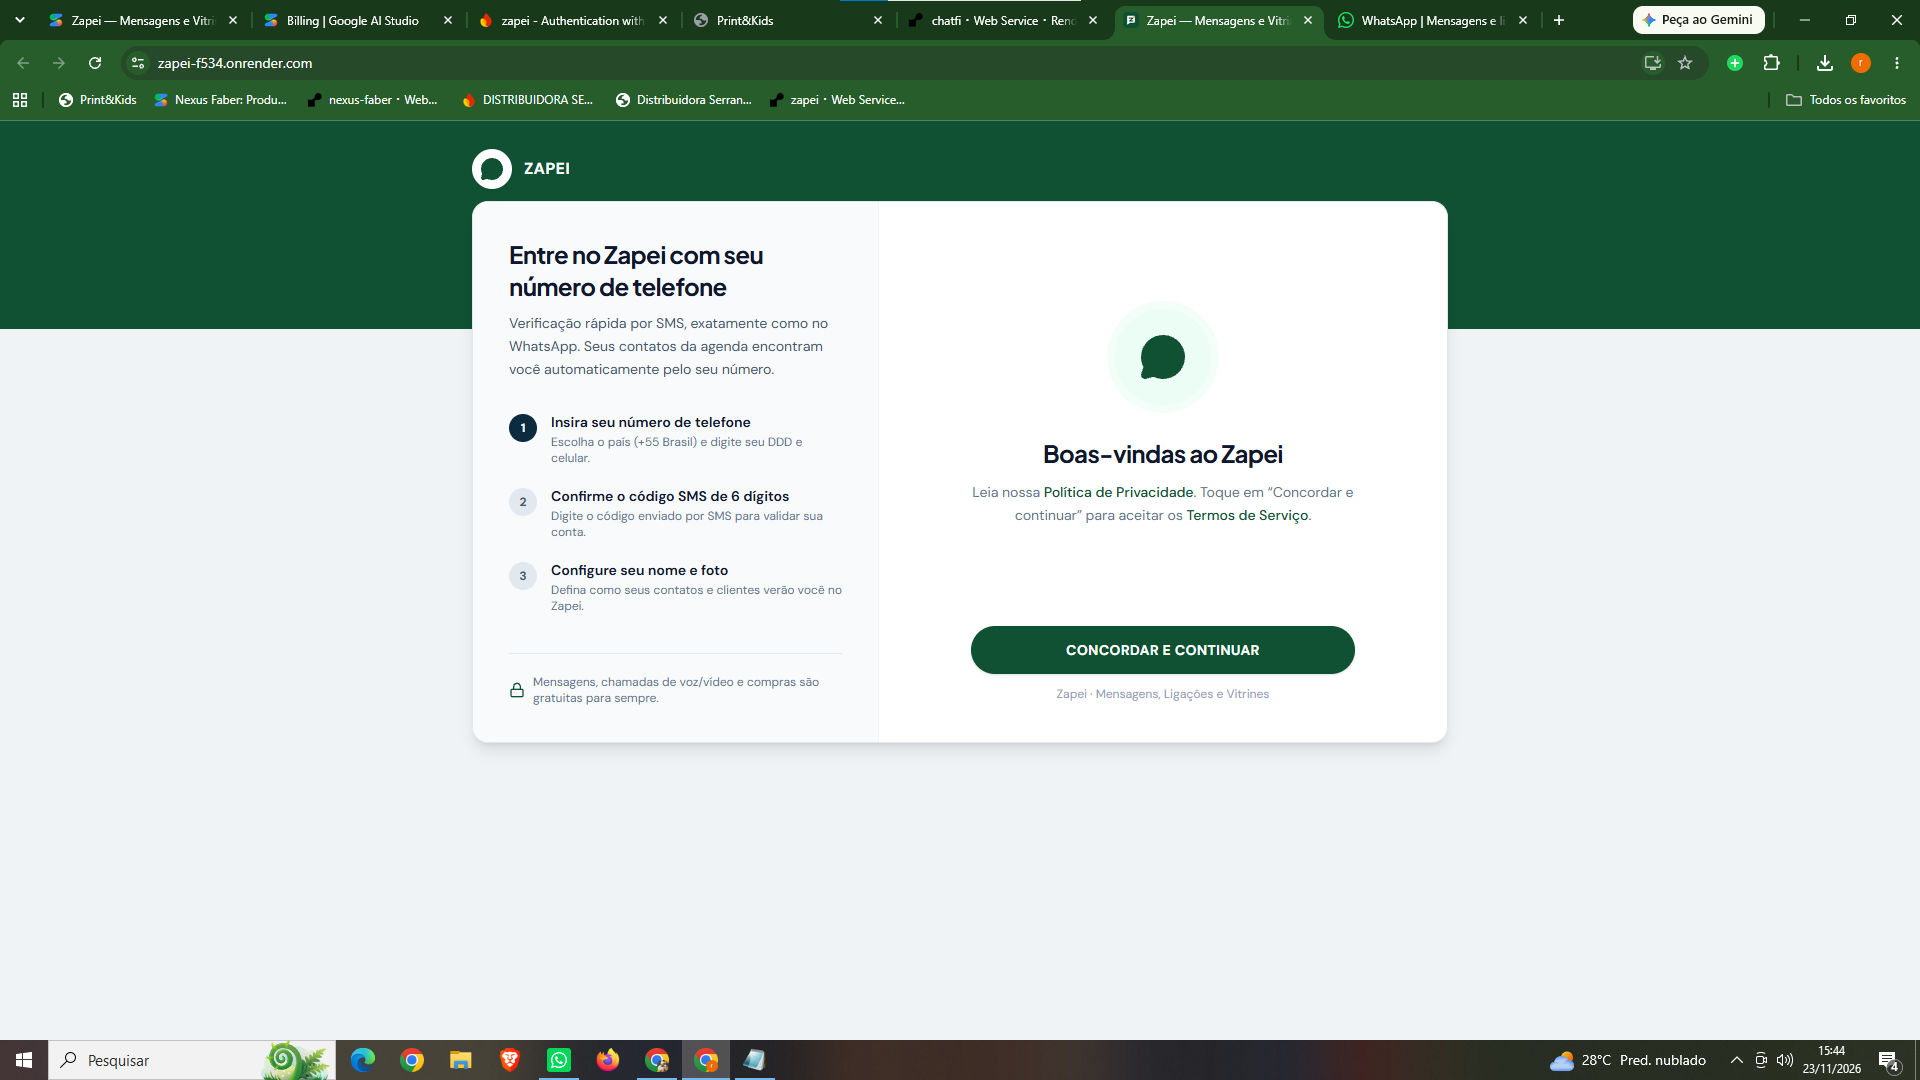 Zapei — Mensagens e Vitri
Billing | Google AI Studio
zapei - Authentication with
Print&Kids
chatfi · Web Service · Rend
Zapei — Mensagens e Vitri
WhatsApp | Mensagens e li
Peça ao Gemini
zapei-f534.onrender.com
r
Print&Kids
Nexus Faber: Produ...
nexus-faber · Web...
DISTRIBUIDORA SE...
Distribuidora Serran...
zapei · Web Service...
Todos os favoritos
ZAPEI
Entre no Zapei com seu
número de telefone
Verificação rápida por SMS, exatamente como no
WhatsApp. Seus contatos da agenda encontram
você automaticamente pelo seu número.
1
Insira seu número de telefone
Escolha o país (+55 Brasil) e digite seu DDD e
celular.
2
Confirme o código SMS de 6 dígitos
Digite o código enviado por SMS para validar sua
conta.
3
Configure seu nome e foto
Defina como seus contatos e clientes verão você no
Zapei.
Mensagens, chamadas de voz/vídeo e compras são
gratuitas para sempre.
Boas-vindas ao Zapei
Leia nossa Política de Privacidade. Toque em “Concordar e
continuar” para aceitar os Termos de Serviço.
CONCORDAR E CONTINUAR
Zapei · Mensagens, Ligações e Vitrines
Pesquisar
28°C Pred. nublado
15:44
23/11/2026
4